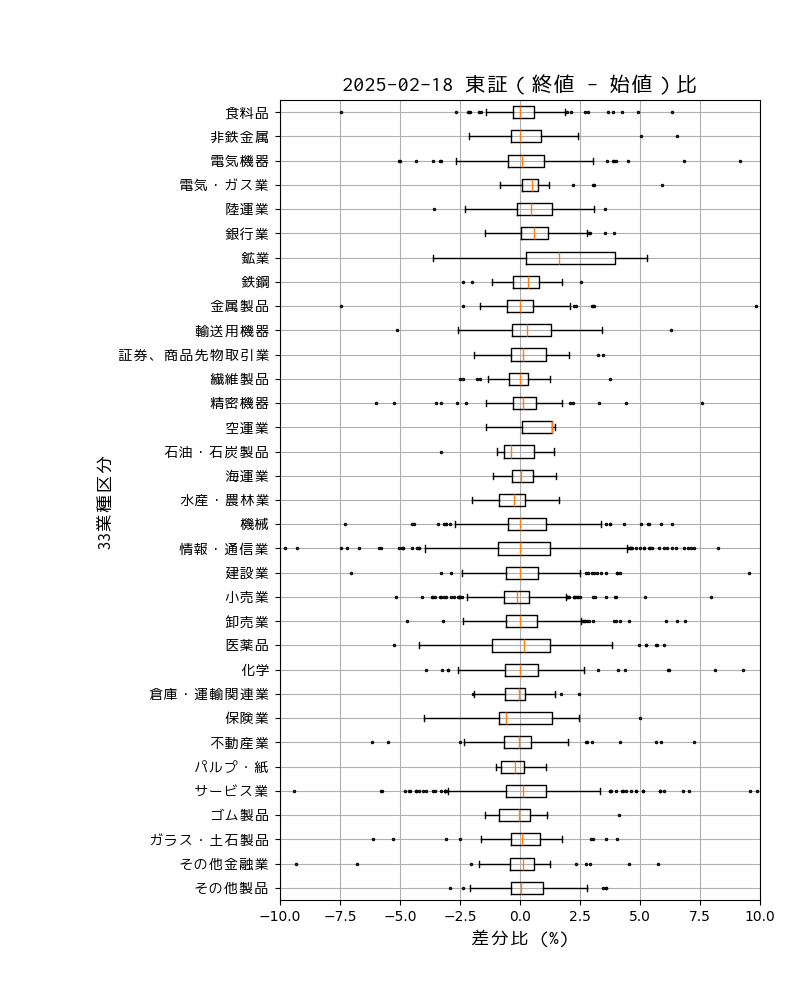 2025-02-18 東証 ( 終値 - 始値 ) 比
食料品
非鉄金属
電気機器
電気・ガス業
陸運業
銀行業
鉱業
鉄鋼
金属製品
輸送用機器
証券、商品先物取引業
繊維製品
精密機器
空運業
石油・石炭製品
海運業
水産・農林業
機械
情報・通信業
建設業
小売業
卸売業
医薬品
化学
倉庫・運輸関連業
保険業
不動産業
パルプ・紙
サービス業
ゴム製品
ガラス・土石製品
その他金融業
その他製品
33業種区分
−10.0 −7.5 −5.0 −2.5 0.0 2.5 5.0 7.5 10.0
差分比 (%)